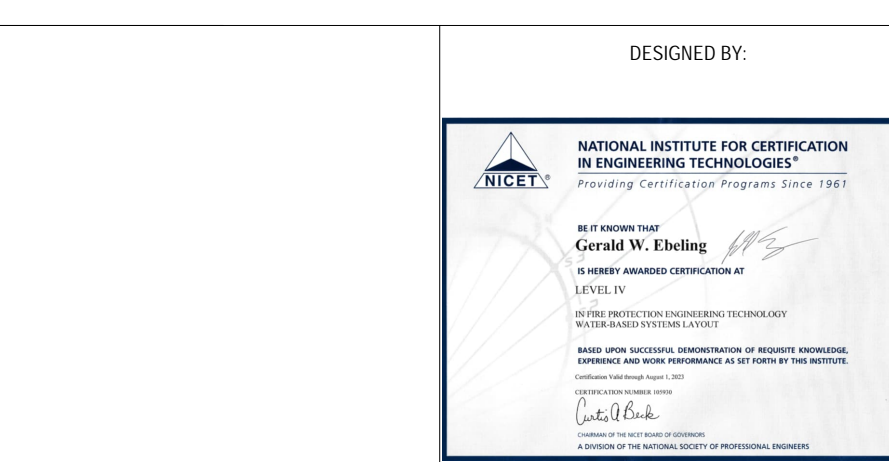 DESIGNED BY:
NICET®
NATIONAL INSTITUTE FOR CERTIFICATION
IN ENGINEERING TECHNOLOGIES®
Providing Certification Programs Since 1961
BE IT KNOWN THAT
Gerald W. Ebeling
IS HEREBY AWARDED CERTIFICATION AT
LEVEL IV
IN FIRE PROTECTION ENGINEERING TECHNOLOGY
WATER-BASED SYSTEMS LAYOUT
BASED UPON SUCCESSFUL DEMONSTRATION OF REQUISITE KNOWLEDGE,
EXPERIENCE AND WORK PERFORMANCE AS SET FORTH BY THIS INSTITUTE.
Certification Valid through August 1, 2023
CERTIFICATION NUMBER 105930
Curtis A Beck
CHAIRMAN OF THE NICET BOARD OF GOVERNORS
A DIVISION OF THE NATIONAL SOCIETY OF PROFESSIONAL ENGINEERS